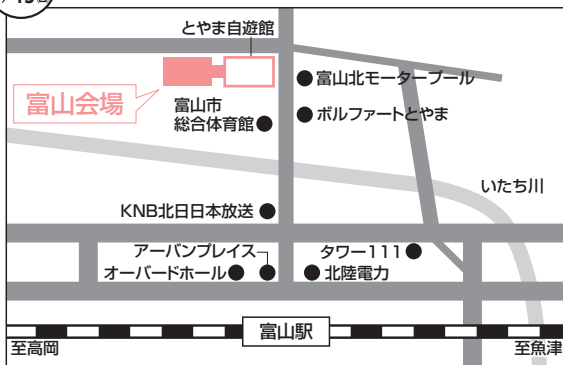 とやま自遊館
富山会場
富山北モータープール
富山市
総合体育館
ボルファートとやま
いたち川
KNB北日日本放送
アーバンプレイス
タワー111
オーバードホール
北陸電力
富山駅
至高岡
至魚津